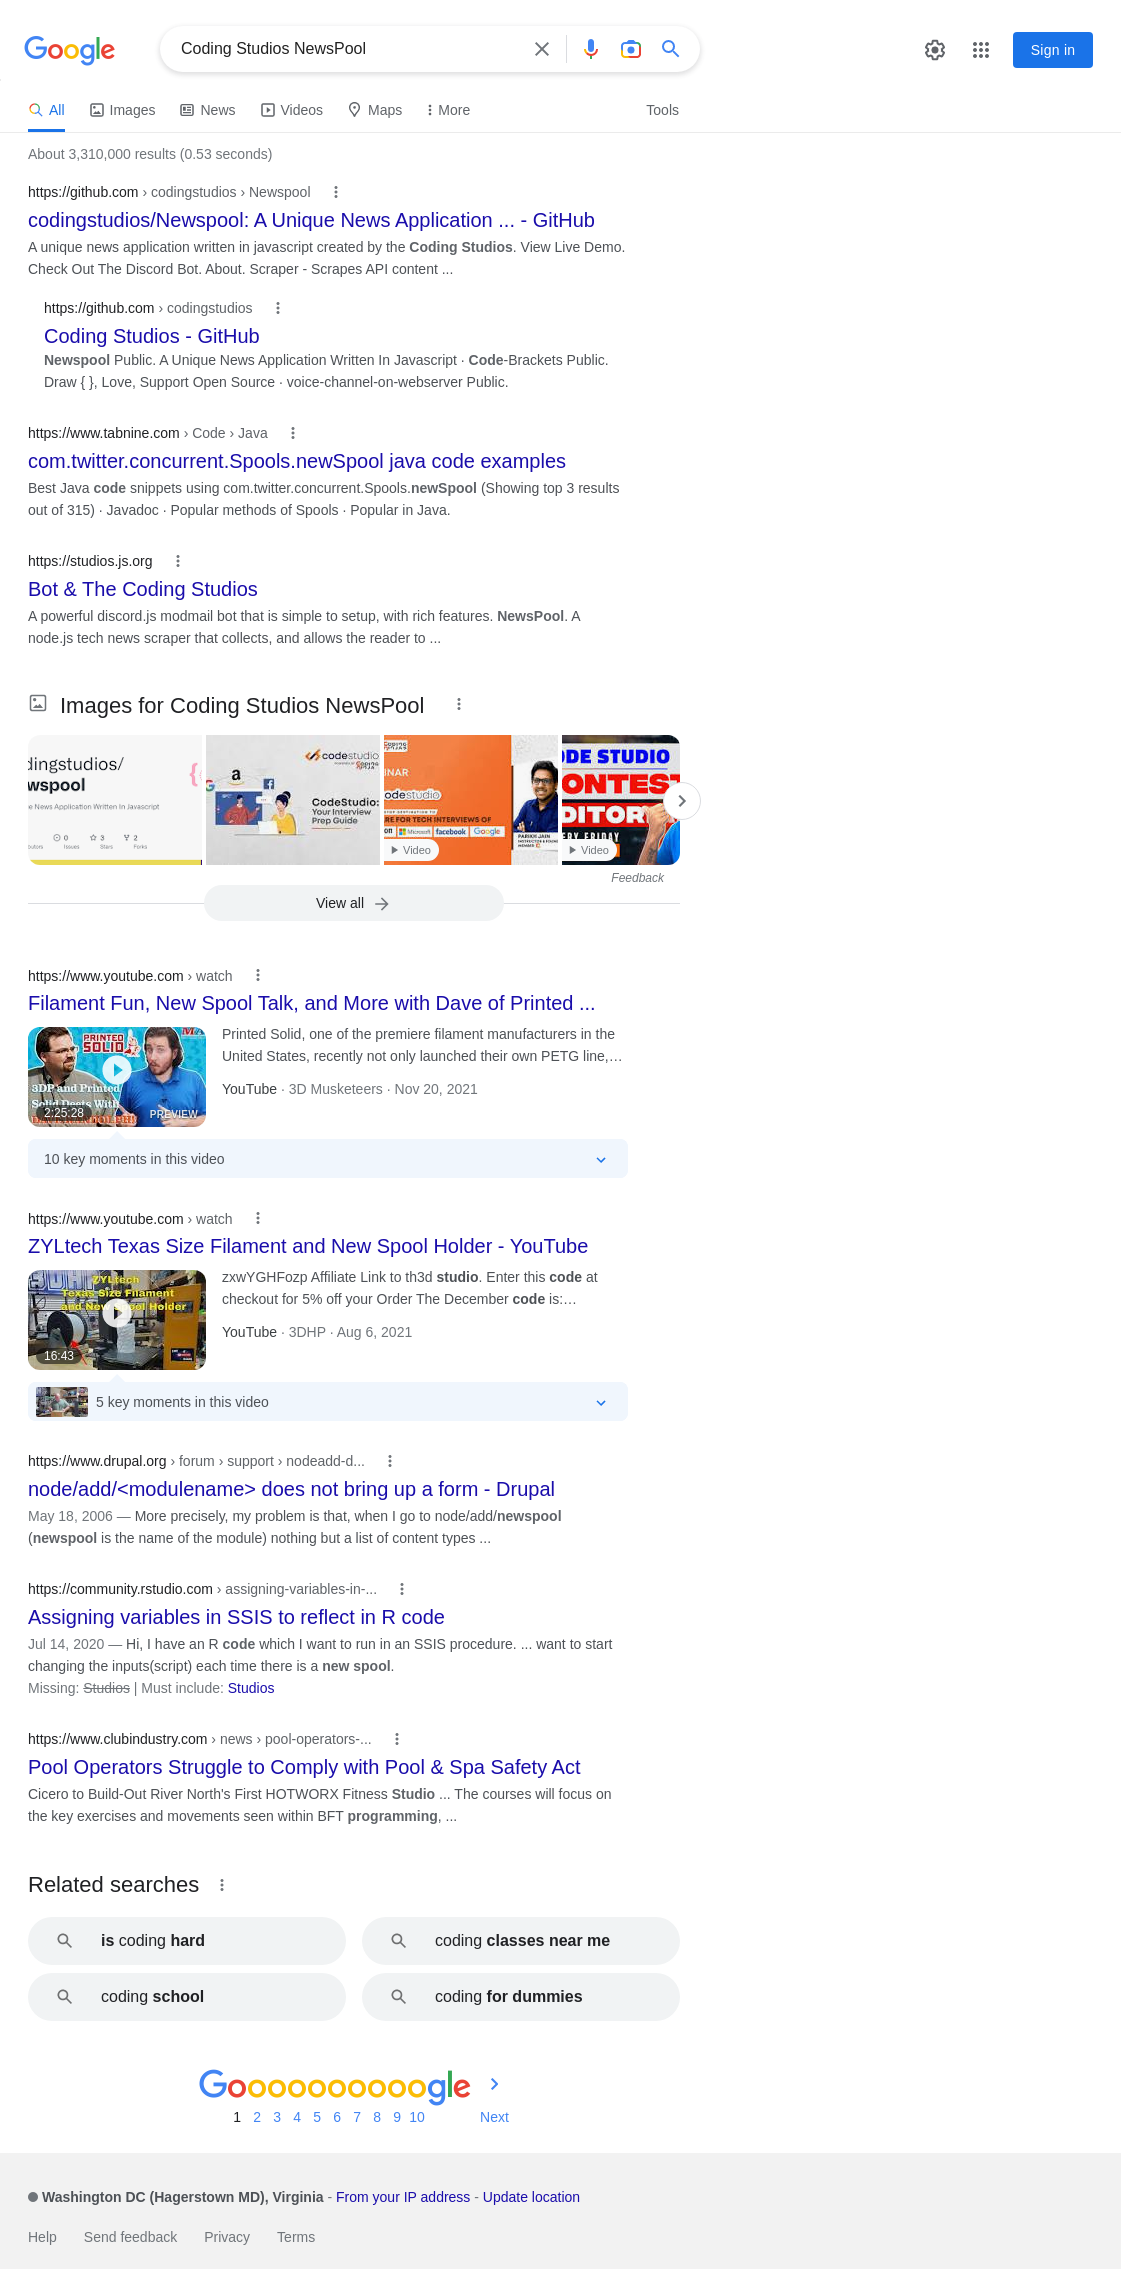 Google
Coding Studios NewsPool
Sign in
All
Images
News
Videos
Maps
More
Tools
About 3,310,000 results (0.53 seconds)
https://github.com › codingstudios › Newspool
codingstudios/Newspool: A Unique News Application ... - GitHub
A unique news application written in javascript created by the Coding Studios. View Live Demo.
Check Out The Discord Bot. About. Scraper - Scrapes API content ...
https://github.com › codingstudios
Coding Studios - GitHub
Newspool Public. A Unique News Application Written In Javascript · Code-Brackets Public.
Draw { }, Love, Support Open Source · voice-channel-on-webserver Public.
https://www.tabnine.com › Code › Java
com.twitter.concurrent.Spools.newSpool java code examples
Best Java code snippets using com.twitter.concurrent.Spools.newSpool (Showing top 3 results
out of 315) · Javadoc · Popular methods of Spools · Popular in Java.
https://studios.js.org
Bot & The Coding Studios
A powerful discord.js modmail bot that is simple to setup, with rich features. NewsPool. A
node.js tech news scraper that collects, and allows the reader to ...
Images for Coding Studios NewsPool
dingstudios/
wspool
e News Application Written In Javascript
0
3
2
Issues
Stars
Forks
codestudio
CodeStudio:
Your Interview
Prep Guide
INAR
destudio
RE FOR TECH INTERVIEWS OF
on Microsoft facebook Google
PARIKH JAIN
Video
ODE STUDIO
ONTEST
DITOR
ERY FRIDAY
Video
Feedback
View all
https://www.youtube.com › watch
Filament Fun, New Spool Talk, and More with Dave of Printed ...
PRINTED
SOLID
3DP and Printed
Solid Deets With
2:25:28
PREVIEW
Printed Solid, one of the premiere filament manufacturers in the
United States, recently not only launched their own PETG line,…
YouTube · 3D Musketeers · Nov 20, 2021
10 key moments in this video
https://www.youtube.com › watch
ZYLtech Texas Size Filament and New Spool Holder - YouTube
ZYLtech
Texas Size Filament
and New Spool Holder
16:43
zxwYGHFozp Affiliate Link to th3d studio. Enter this code at
checkout for 5% off your Order The December code is:…
YouTube · 3DHP · Aug 6, 2021
5 key moments in this video
https://www.drupal.org › forum › support › nodeadd-d...
node/add/<modulename> does not bring up a form - Drupal
May 18, 2006 — More precisely, my problem is that, when I go to node/add/newspool
(newspool is the name of the module) nothing but a list of content types ...
https://community.rstudio.com › assigning-variables-in-...
Assigning variables in SSIS to reflect in R code
Jul 14, 2020 — Hi, I have an R code which I want to run in an SSIS procedure. ... want to start
changing the inputs(script) each time there is a new spool.
Missing: Studios | Must include: Studios
https://www.clubindustry.com › news › pool-operators-...
Pool Operators Struggle to Comply with Pool & Spa Safety Act
Cicero to Build-Out River North's First HOTWORX Fitness Studio ... The courses will focus on
the key exercises and movements seen within BFT programming, ...
Related searches
is coding hard
coding classes near me
coding school
coding for dummies
Goooooooooogle
1 2 3 4 5 6 7 8 9 10 Next
Washington DC (Hagerstown MD), Virginia - From your IP address - Update location
Help Send feedback Privacy Terms